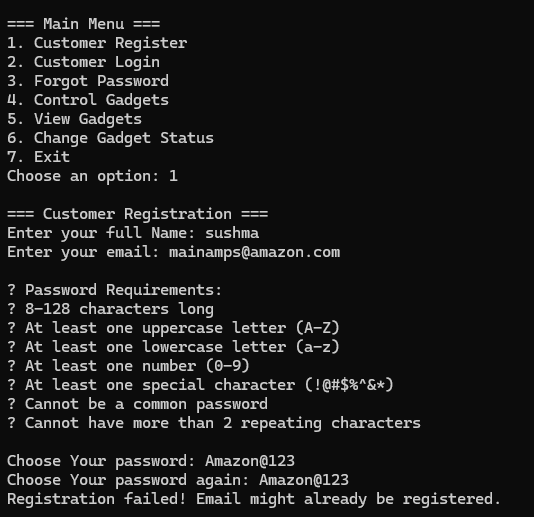 === Main Menu ===
1. Customer Register
2. Customer Login
3. Forgot Password
4. Control Gadgets
5. View Gadgets
6. Change Gadget Status
7. Exit
Choose an option: 1
=== Customer Registration ===
Enter your full Name: sushma
Enter your email: mainamps@amazon.com
? Password Requirements:
? 8-128 characters long
? At least one uppercase letter (A-Z)
? At least one lowercase letter (a-z)
? At least one number (0-9)
? At least one special character (!@#$%^&*)
? Cannot be a common password
? Cannot have more than 2 repeating characters
Choose Your password: Amazon@123
Choose Your password again: Amazon@123
Registration failed! Email might already be registered.